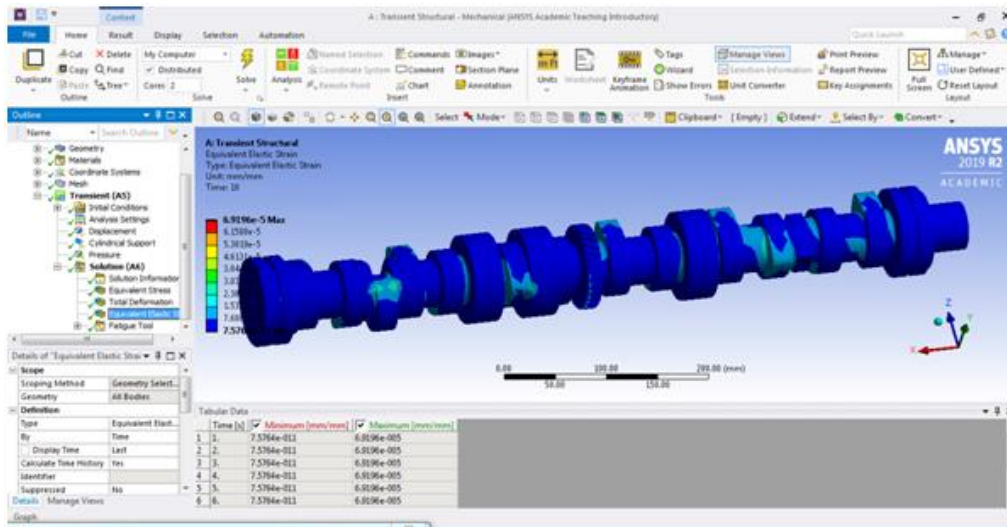 Context
A : Transient Structural - Mechanical [ANSYS Academic Teaching Introductory]
File Home Result Display Selection Automation
Quick Launch
Duplicate
Cut
Copy
Paste
Delete
Find
Tree
Outline
My Computer
Distributed
Cores 2
Solve
Solve
Analysis
Named Selection
Coordinate System
Remote Point
Commands
Comment
Chart
Images
Section Plane
Annotation
Insert
Units
Worksheet
Keyframe
Animation
Tags
Wizard
Show Errors
Manage Views
Selection Information
Unit Converter
Print Preview
Report Preview
Key Assignments
Tools
Full
Screen
Manage
User Defined
Reset Layout
Layout
Outline
Name Search Outline
Select Mode Clipboard [Empty] Extend Select By Convert
Geometry
Materials
Coordinate Systems
Mesh
Transient (A5)
Initial Conditions
Analysis Settings
Displacement
Cylindrical Support
Pressure
Solution (A6)
Solution Informatior
Equivalent Stress
Total Deformation
Equivalent Elastic S
Fatigue Tool
A: Transient Structural
Equivalent Elastic Strain
Type: Equivalent Elastic Strain
Unit: mm/mm
6.9196e-5 Max
ANSYS
2019 R2
ACADEMIC
Z
Y
X
0.00 100.00 200.00 (mm)
50.00 150.00
Details of "Equivalent Elastic Strai
Scope
Scoping Method Geometry Select...
Geometry All Bodies
Definition
Type Equivalent Elast...
By Time
Display Time Last
Calculate Time History Yes
Identifier
Suppressed No
Details Manage Views
Tabular Data
Time [s] Minimum [mm/mm] Maximum [mm/mm]
1 1. 7.5764e-011 6.9196e-005
2 2. 7.5764e-011 6.9196e-005
3 3. 7.5764e-011 6.9196e-005
4 4. 7.5764e-011 6.9196e-005
5 5. 7.5764e-011 6.9196e-005
6 6. 7.5764e-011 6.9196e-005
Graph